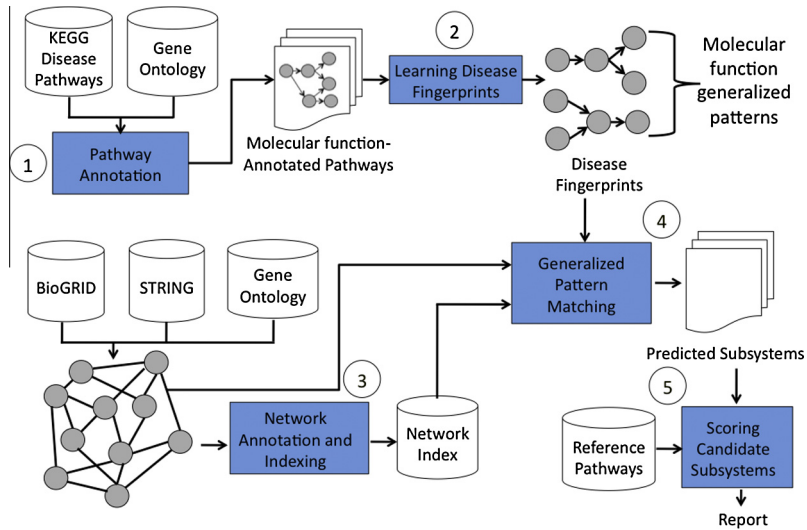 KEGG
Disease
Pathways
Gene
Ontology
1
Pathway
Annotation
Molecular function-
Annotated Pathways
2
Learning Disease
Fingerprints
Molecular
function
generalized
patterns
Disease
Fingerprints
BioGRID
STRING
Gene
Ontology
3
Network
Annotation and
Indexing
Network
Index
4
Generalized
Pattern
Matching
Predicted Subsystems
5
Reference
Pathways
Scoring
Candidate
Subsystems
Report